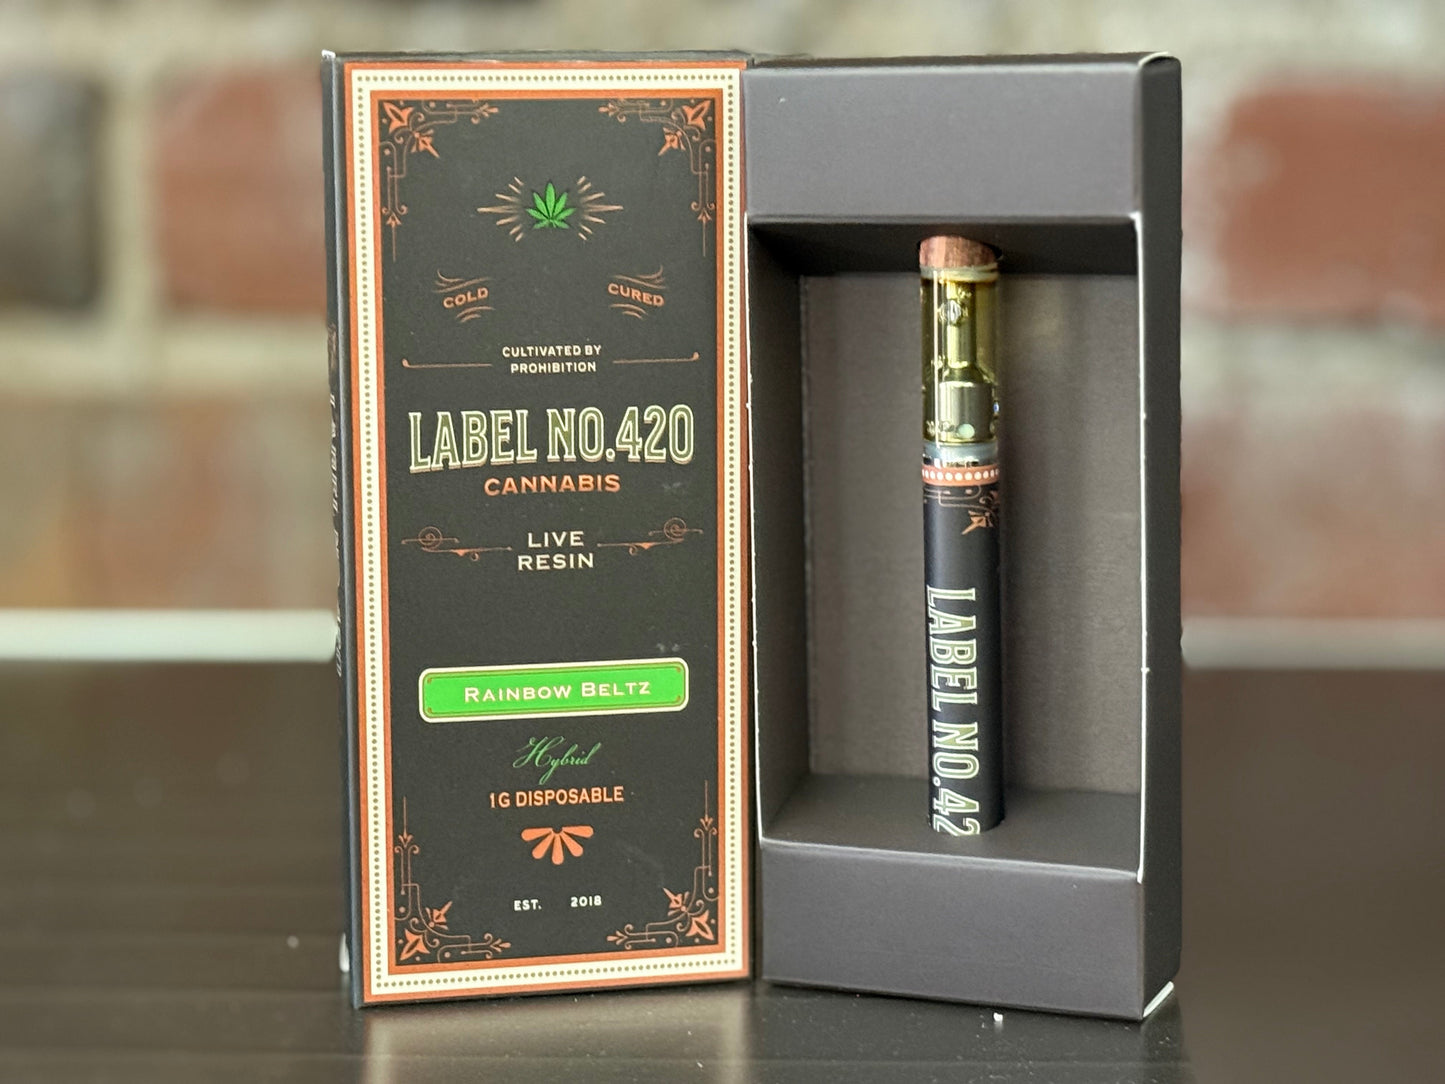 COLD
CURED
CULTIVATED BY
PROHIBITION
LABEL NO.420
CANNABIS
LIVE
RESIN
RAINBOW BELTZ
Hybrid
1G DISPOSABLE
EST. 2018
LABEL NO.42